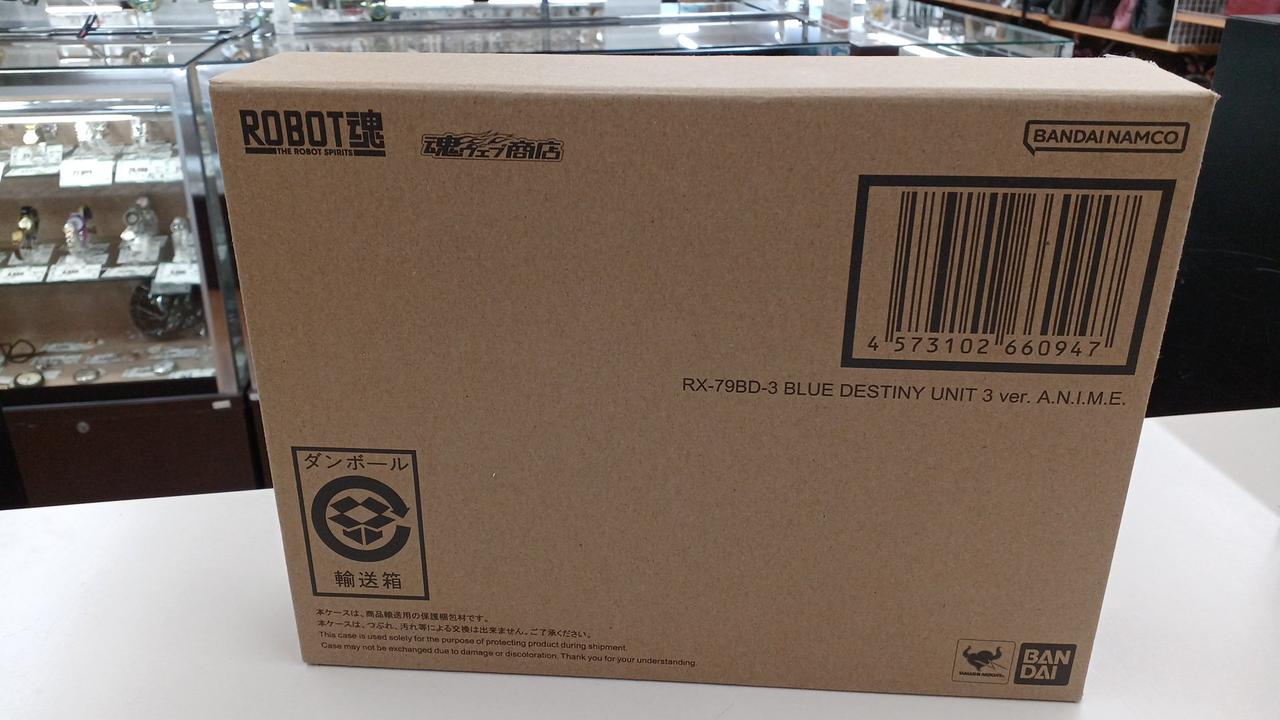 ROBOT魂
THE ROBOT SPIRITS
魂ウェブ商店
BANDAI NAMCO
4 573102 660947
RX-79BD-3 BLUE DESTINY UNIT 3 ver. A.N.I.M.E.
ダンボール
輸送箱
本ケースは、商品輸送用の保護梱包材です。
本ケースは、つぶれ、汚れ等による交換は出来ません。ご了承ください。
This case is used solely for the purpose of protecting product during shipment.
Case may not be exchanged due to damage or discoloration. Thank you for your understanding.
TAMASHII NATIONS
BAN
DAI